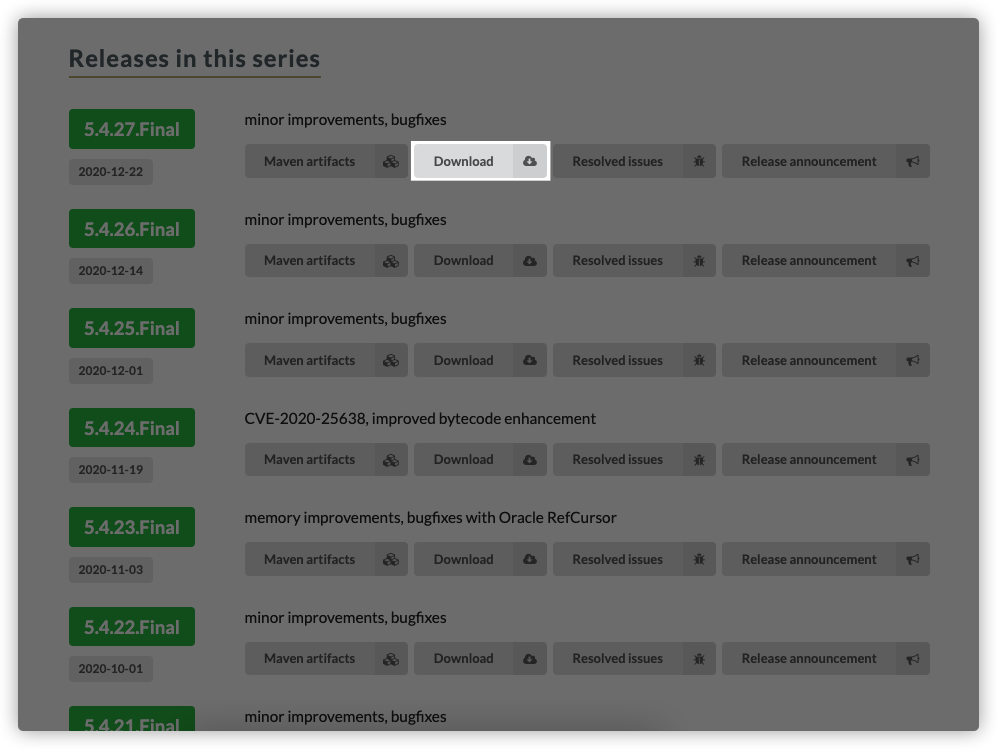 Releases in this series
5.4.27.Final
minor improvements, bugfixes
2020-12-22
Maven artifacts Download Resolved issues Release announcement
5.4.26.Final
minor improvements, bugfixes
2020-12-14
Maven artifacts Download Resolved issues Release announcement
5.4.25.Final
minor improvements, bugfixes
2020-12-01
Maven artifacts Download Resolved issues Release announcement
5.4.24.Final
CVE-2020-25638, improved bytecode enhancement
2020-11-19
Maven artifacts Download Resolved issues Release announcement
5.4.23.Final
memory improvements, bugfixes with Oracle RefCursor
2020-11-03
Maven artifacts Download Resolved issues Release announcement
5.4.22.Final
minor improvements, bugfixes
2020-10-01
Maven artifacts Download Resolved issues Release announcement
5.4.21.Final
minor improvements, bugfixes